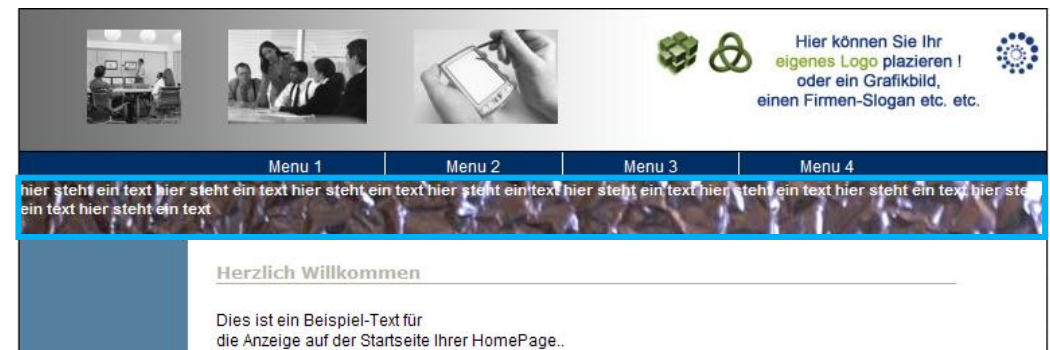 Hier können Sie Ihr
eigenes Logo plazieren !
oder ein Grafikbild,
einen Firmen-Slogan etc. etc.
Menu 1 Menu 2 Menu 3 Menu 4
hier steht ein text hier steht ein text hier steht ein text hier steht ein text hier steht ein text hier steht ein text hier steht ein text hier ste
ein text hier steht ein text
Herzlich Willkommen
Dies ist ein Beispiel-Text für
die Anzeige auf der Startseite Ihrer HomePage..